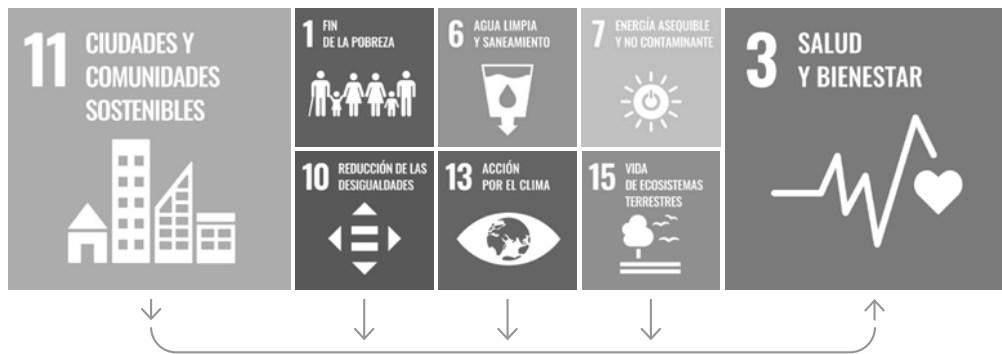 11 CIUDADES Y
COMUNIDADES
SOSTENIBLES
1 FIN
DE LA POBREZA
6 AGUA LIMPIA
Y SANEAMIENTO
7 ENERGÍA ASEQUIBLE
Y NO CONTAMINANTE
10 REDUCCIÓN DE LAS
DESIGUALDADES
13 ACCIÓN
POR EL CLIMA
15 VIDA
DE ECOSISTEMAS
TERRESTRES
3 SALUD
Y BIENESTAR